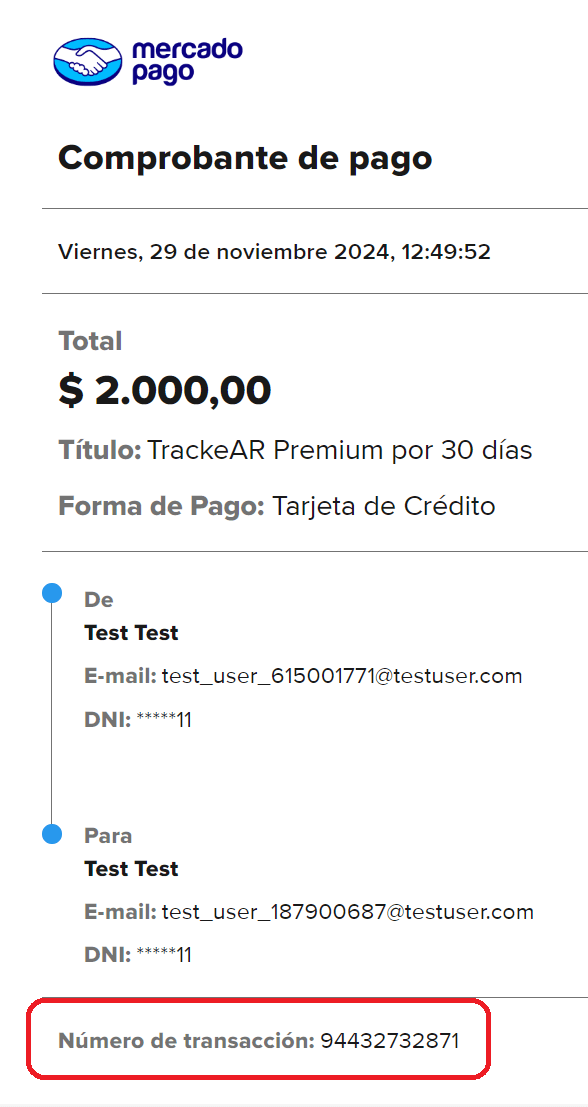 mercado
pago
Comprobante de pago
Viernes, 29 de noviembre 2024, 12:49:52
Total
$ 2.000,00
Título: TrackeAR Premium por 30 días
Forma de Pago: Tarjeta de Crédito
De
Test Test
E-mail: test_user_615001771@testuser.com
DNI: *****11
Para
Test Test
E-mail: test_user_187900687@testuser.com
DNI: *****11
Número de transacción: 94432732871